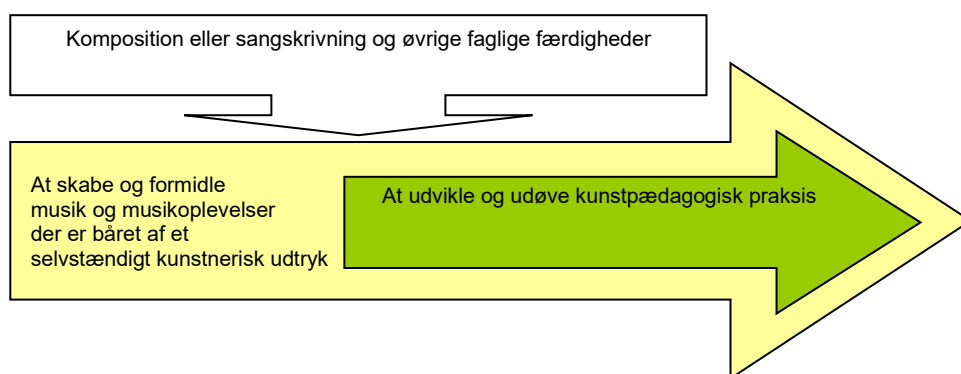 Komposition eller sangskrivning og øvrige faglige færdigheder
At skabe og formidle
musik og musikoplevelser
der er båret af et
selvstændigt kunstnerisk udtryk
At udvikle og udøve kunstpædagogisk praksis